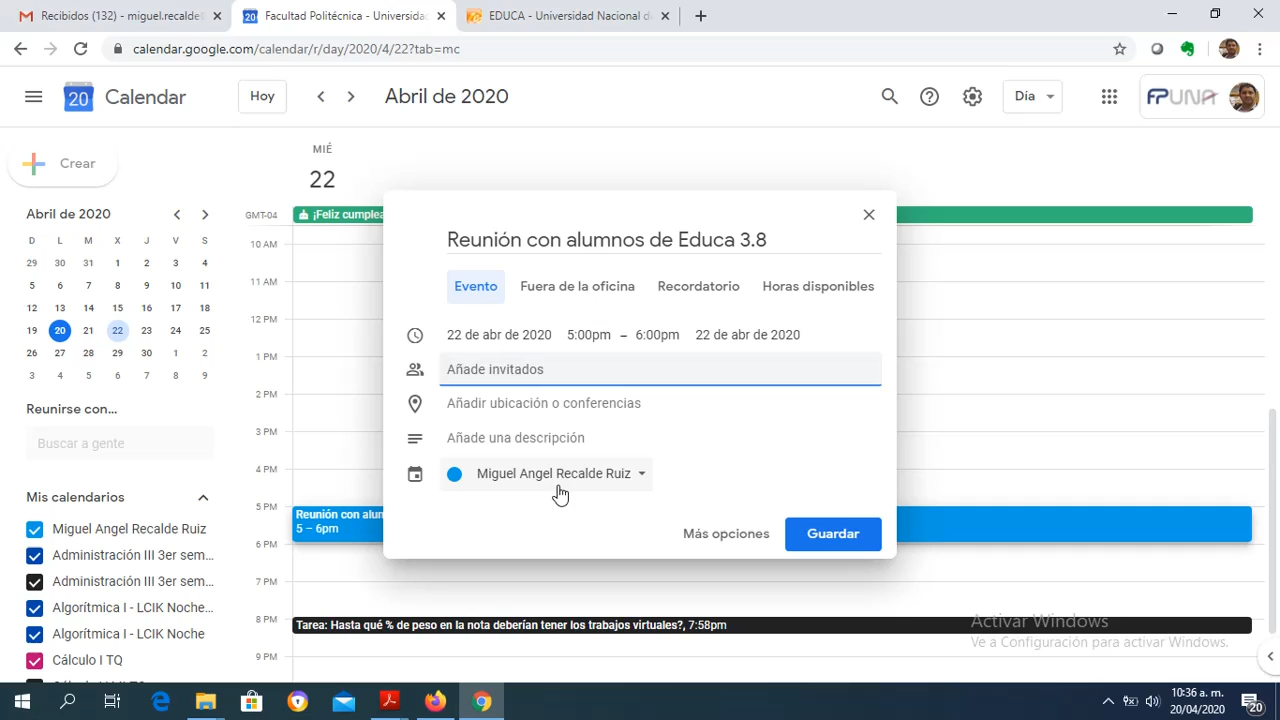 Recibidos (132) - miguel.recalde
Facultad Politécnica - Universida
EDUCA - Universidad Nacional de
calendar.google.com/calendar/r/day/2020/4/22?tab=mc
20
Calendar
Hoy
Abril de 2020
Día
FPUNA
Crear
MIÉ
22
GMT-04
¡Feliz cumplea
Abril de 2020
D L M X J V S
29 30 31 1 2 3 4
5 6 7 8 9 10 11
12 13 14 15 16 17 18
19 20 21 22 23 24 25
26 27 28 29 30 1 2
3 4 5 6 7 8 9
Reunirse con...
Buscar a gente
Mis calendarios
Miguel Angel Recalde Ruiz
Administración III 3er sem...
Administración III 3er sem...
Algorítmica I - LCIK Noche...
Algorítmica I - LCIK Noche
Cálculo I TQ
10 AM
11 AM
12 PM
1 PM
2 PM
3 PM
4 PM
5 PM
6 PM
7 PM
8 PM
9 PM
Reunión con alum
5 – 6pm
Reunión con alumnos de Educa 3.8
Evento
Fuera de la oficina
Recordatorio
Horas disponibles
22 de abr de 2020 5:00pm – 6:00pm 22 de abr de 2020
Añade invitados
Añadir ubicación o conferencias
Añade una descripción
Miguel Angel Recalde Ruiz
Más opciones
Guardar
Tarea: Hasta qué % de peso en la nota deberían tener los trabajos virtuales?, 7:58pm
Activar Windows
Ve a Configuración para activar Windows.
10:36 a. m.
20/04/2020
20